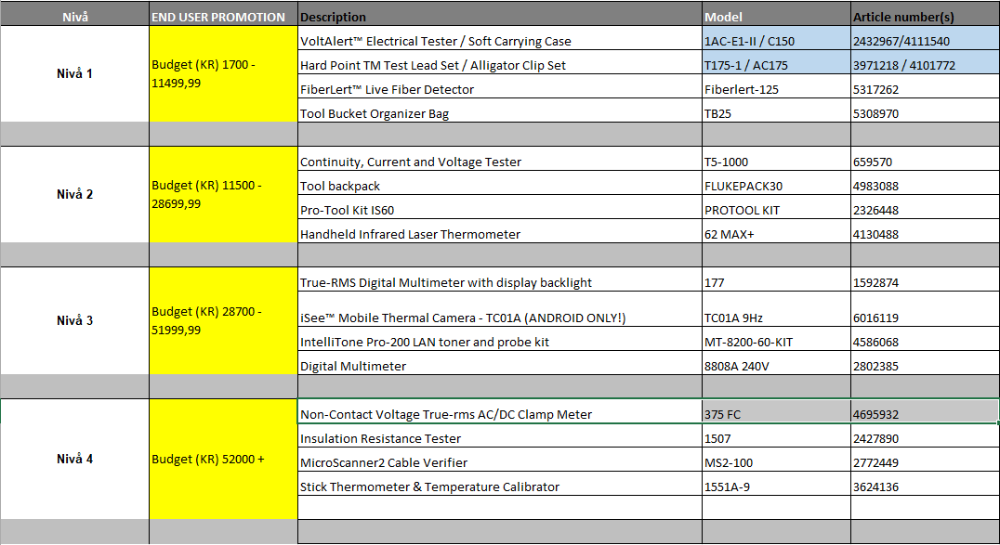 Nivå END USER PROMOTION Description Model Article number(s)
Nivå 1
Budget (KR) 1700 -
11499,99
VoltAlert™ Electrical Tester / Soft Carrying Case 1AC-E1-II / C150 2432967/4111540
Hard Point TM Test Lead Set / Alligator Clip Set T175-1 / AC175 3971218 / 4101772
FiberLert™ Live Fiber Detector Fiberlert-125 5317262
Tool Bucket Organizer Bag TB25 5308970
Nivå 2
Budget (KR) 11500 -
28699,99
Continuity, Current and Voltage Tester T5-1000 659570
Tool backpack FLUKEPACK30 4983088
Pro-Tool Kit IS60 PROTOOL KIT 2326448
Handheld Infrared Laser Thermometer 62 MAX+ 4130488
Nivå 3
Budget (KR) 28700 -
51999,99
True-RMS Digital Multimeter with display backlight 177 1592874
iSee™ Mobile Thermal Camera - TC01A (ANDROID ONLY!) TC01A 9Hz 6016119
IntelliTone Pro-200 LAN toner and probe kit MT-8200-60-KIT 4586068
Digital Multimeter 8808A 240V 2802385
Nivå 4
Budget (KR) 52000 +
Non-Contact Voltage True-rms AC/DC Clamp Meter 375 FC 4695932
Insulation Resistance Tester 1507 2427890
MicroScanner2 Cable Verifier MS2-100 2772449
Stick Thermometer & Temperature Calibrator 1551A-9 3624136